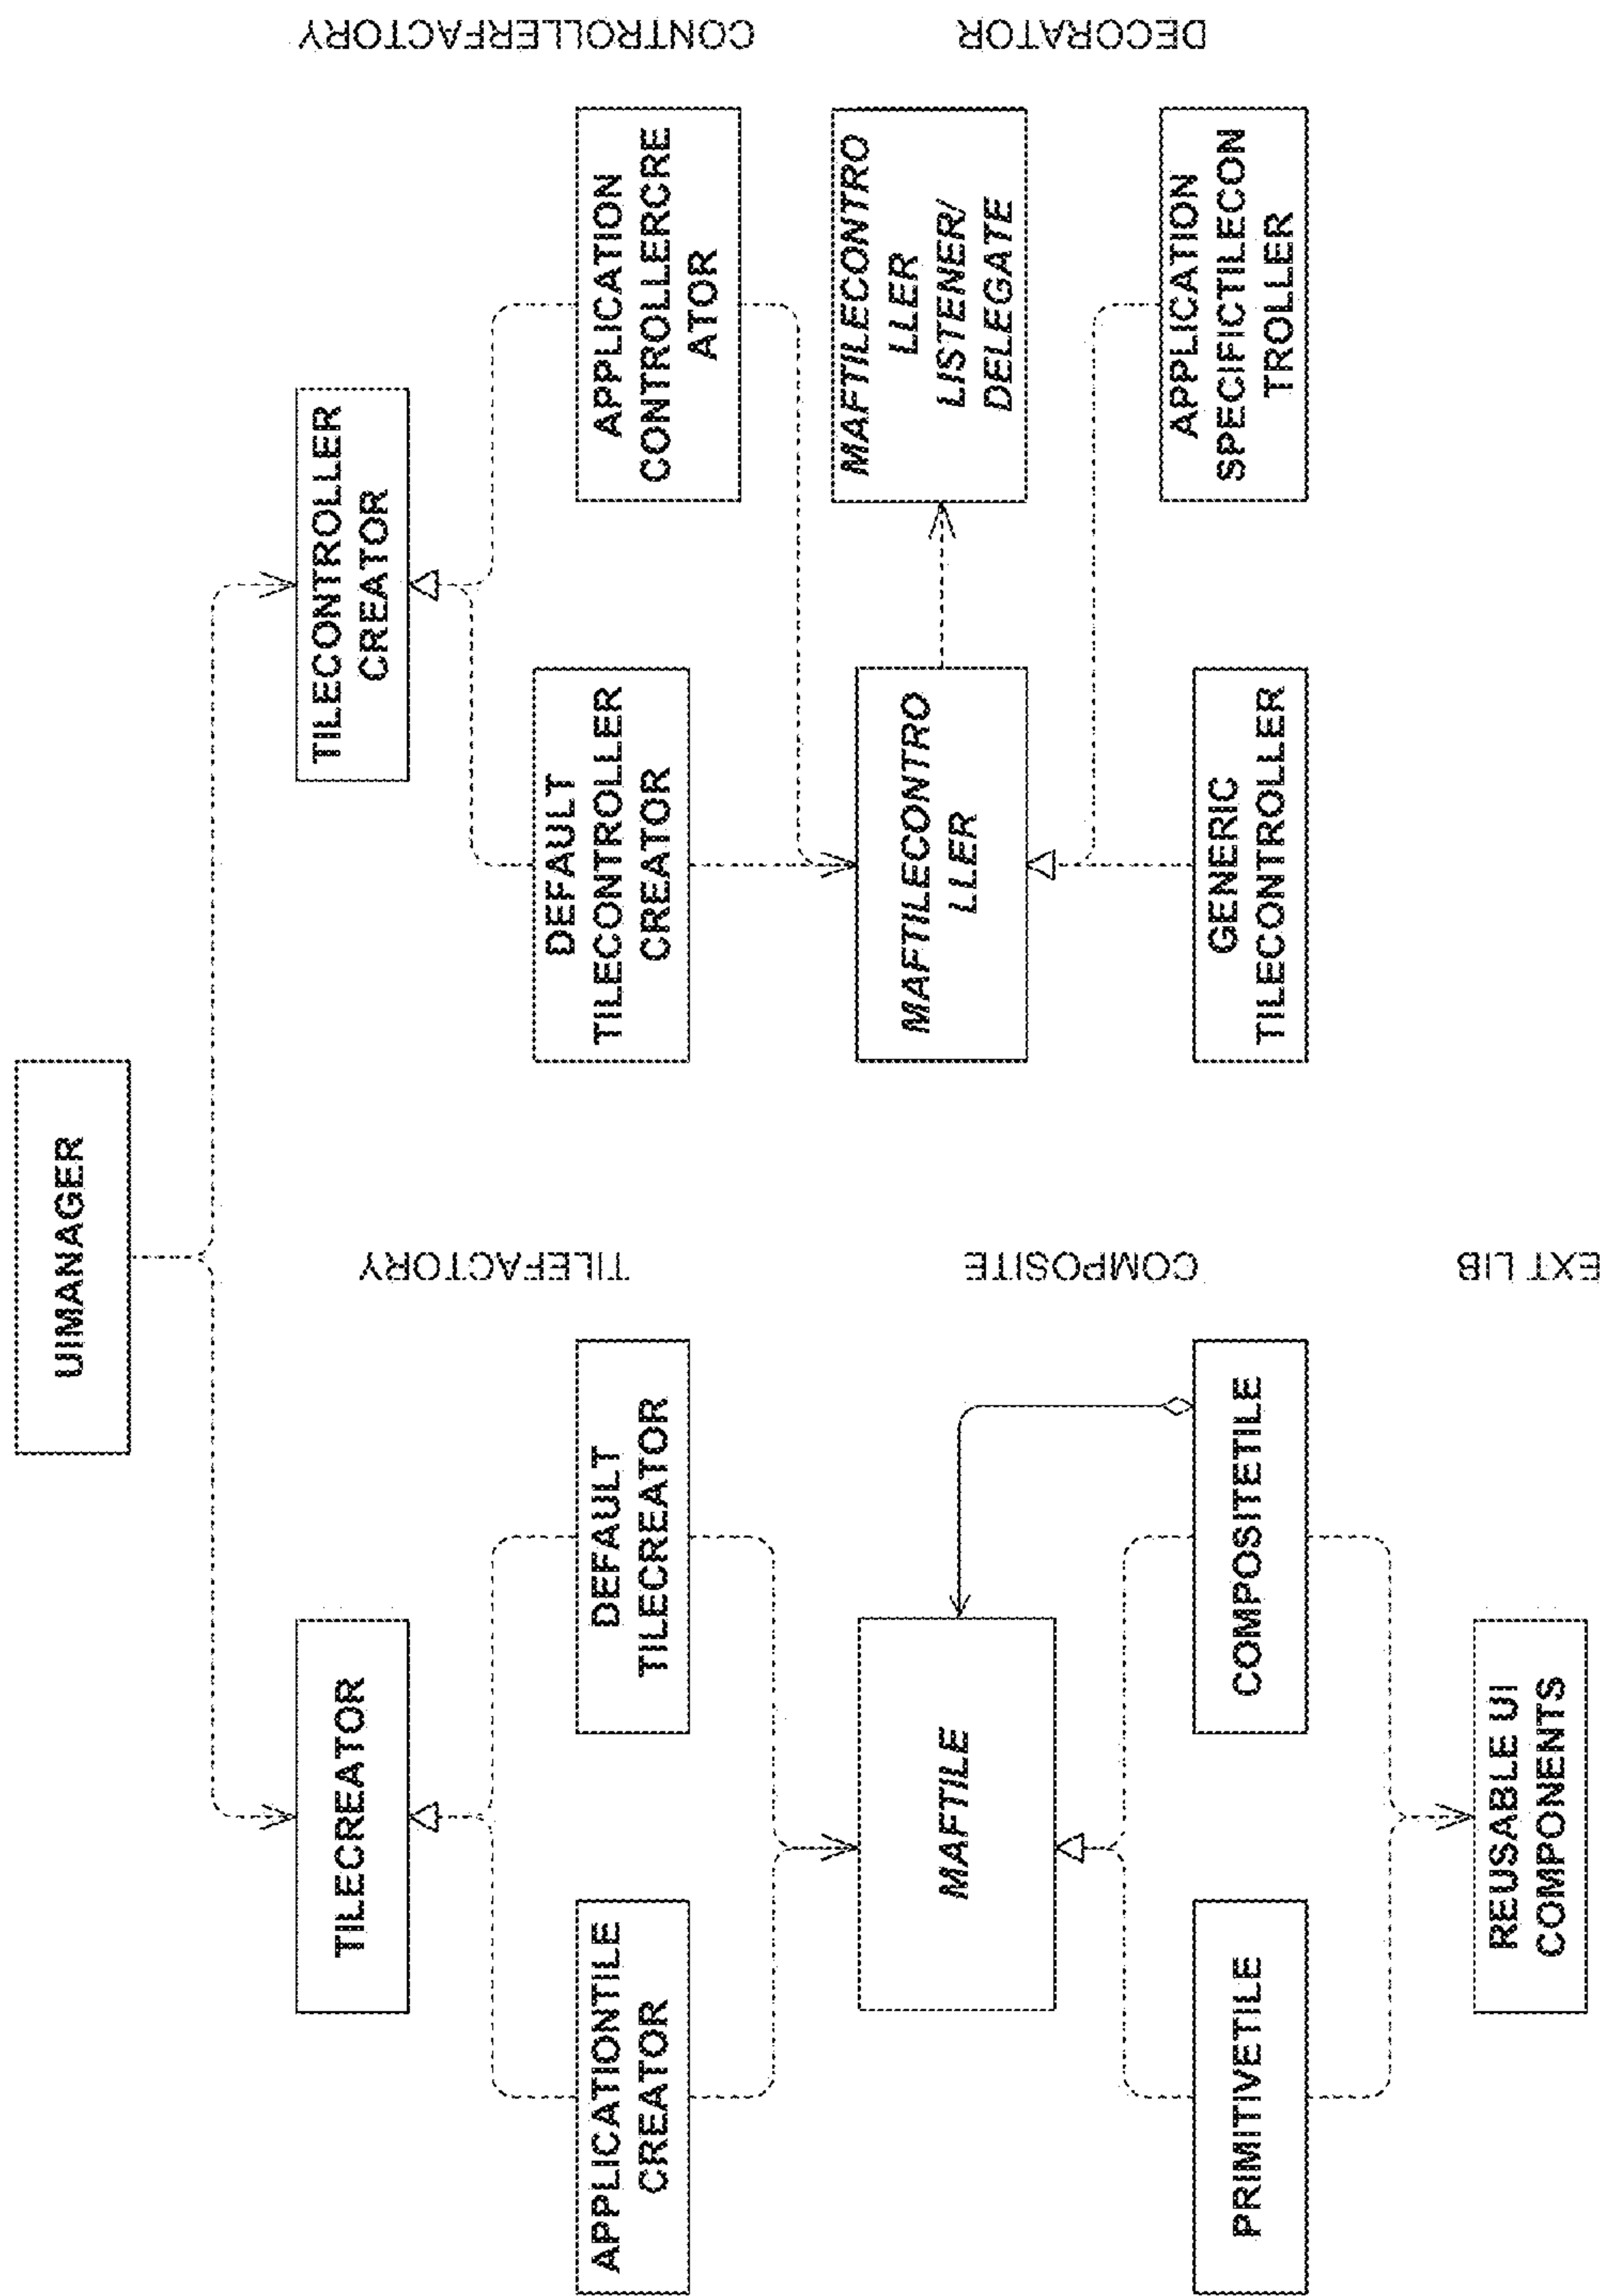 UIMANAGER
TILECREATOR
TILECONTROLLER
CREATOR
TILEFACTORY
CONTROLLERFACTORY
APPLICATIONTILE
CREATOR
DEFAULT
TILECREATOR
DEFAULT
TILECONTROLLER
CREATOR
APPLICATION
CONTROLLERCRE
ATOR
MAFTILE
COMPOSITE
MAFTILECONTRO
LLER
MAFTILECONTRO
LLER
LISTENER/
DELEGATE
DECORATOR
PRIMITIVETILE
COMPOSITETILE
GENERIC
TILECONTROLLER
APPLICATION
SPECIFICTILECON
TROLLER
REUSABLE UI
COMPONENTS
EXT LIB